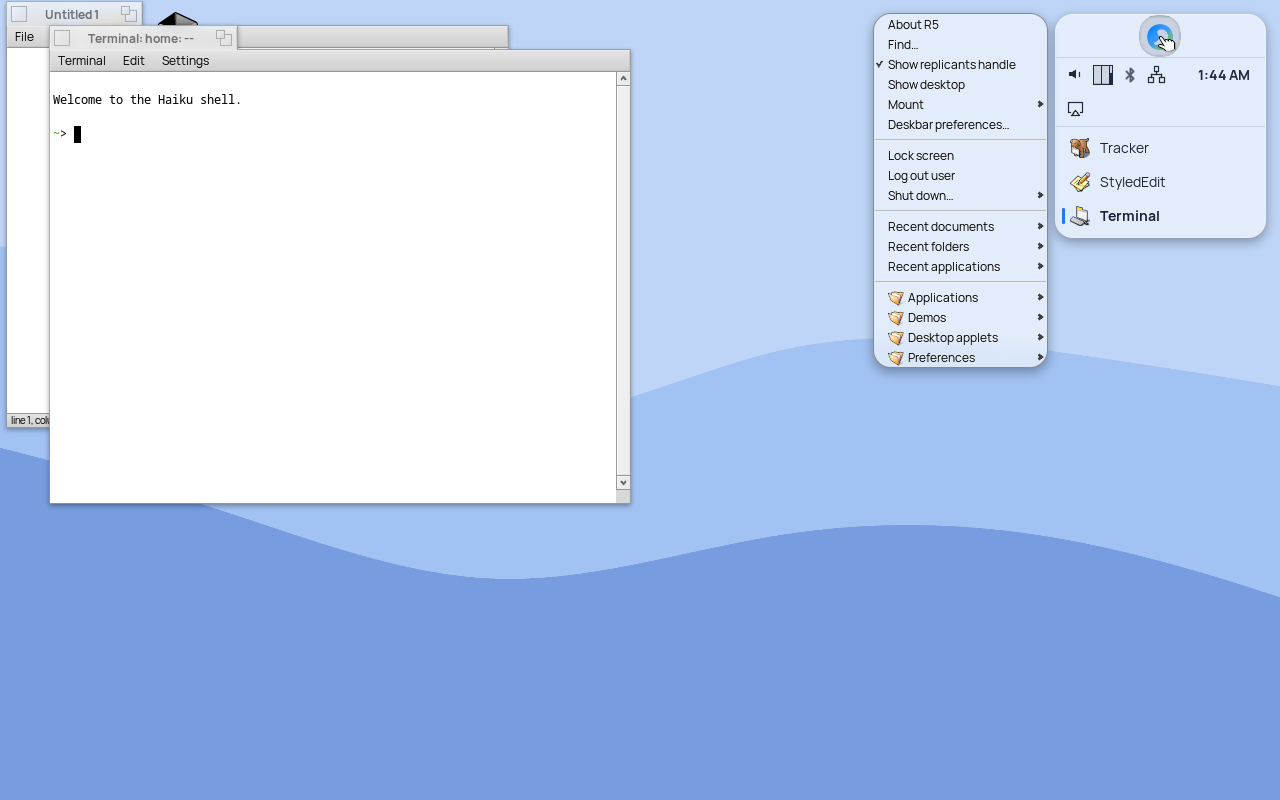 Untitled 1
File
line 1, col
Terminal: home: --
Terminal Edit Settings
Welcome to the Haiku shell.
~>
About R5
Find…
Show replicants handle
Show desktop
Mount
Deskbar preferences…
Lock screen
Log out user
Shut down…
Recent documents
Recent folders
Recent applications
Applications
Demos
Desktop applets
Preferences
1:44 AM
Tracker
StyledEdit
Terminal